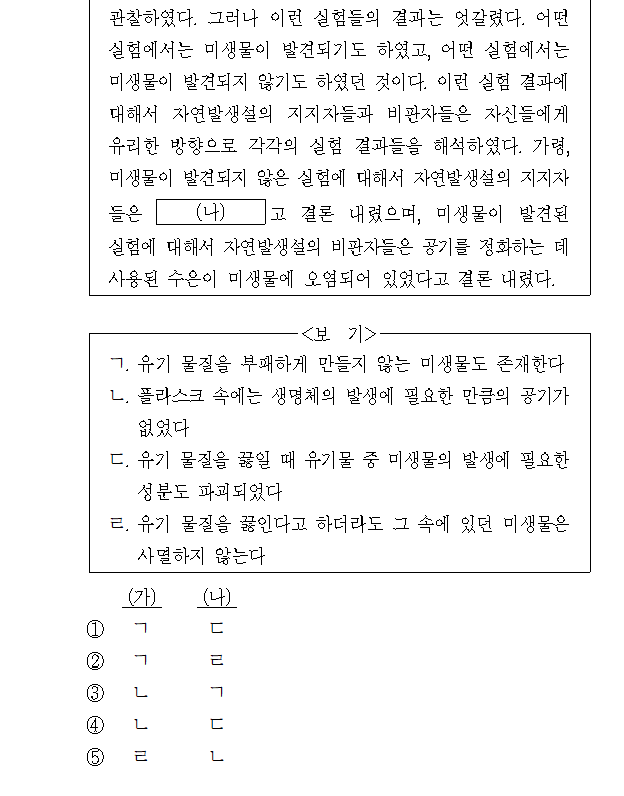 관찰하였다. 그러나 이런 실험들의 결과는 엇갈렸다. 어떤
실험에서는 미생물이 발견되기도 하였고, 어떤 실험에서는
미생물이 발견되지 않기도 하였던 것이다. 이런 실험 결과에
대해서 자연발생설의 지지자들과 비판자들은 자신들에게
유리한 방향으로 각각의 실험 결과들을 해석하였다. 가령,
미생물이 발견되지 않은 실험에 대해서 자연발생설의 지지자
들은 (나) 고 결론 내렸으며, 미생물이 발견된
실험에 대해서 자연발생설의 비판자들은 공기를 정화하는 데
사용된 수은이 미생물에 오염되어 있었다고 결론 내렸다.
<보 기>
ㄱ. 유기 물질을 부패하게 만들지 않는 미생물도 존재한다
ㄴ. 플라스크 속에는 생명체의 발생에 필요한 만큼의 공기가
없었다
ㄷ. 유기 물질을 끓일 때 유기물 중 미생물의 발생에 필요한
성분도 파괴되었다
ㄹ. 유기 물질을 끓인다고 하더라도 그 속에 있던 미생물은
사멸하지 않는다
(가) (나)
① ㄱ ㄷ
② ㄱ ㄹ
③ ㄴ ㄱ
④ ㄴ ㄷ
⑤ ㄹ ㄴ